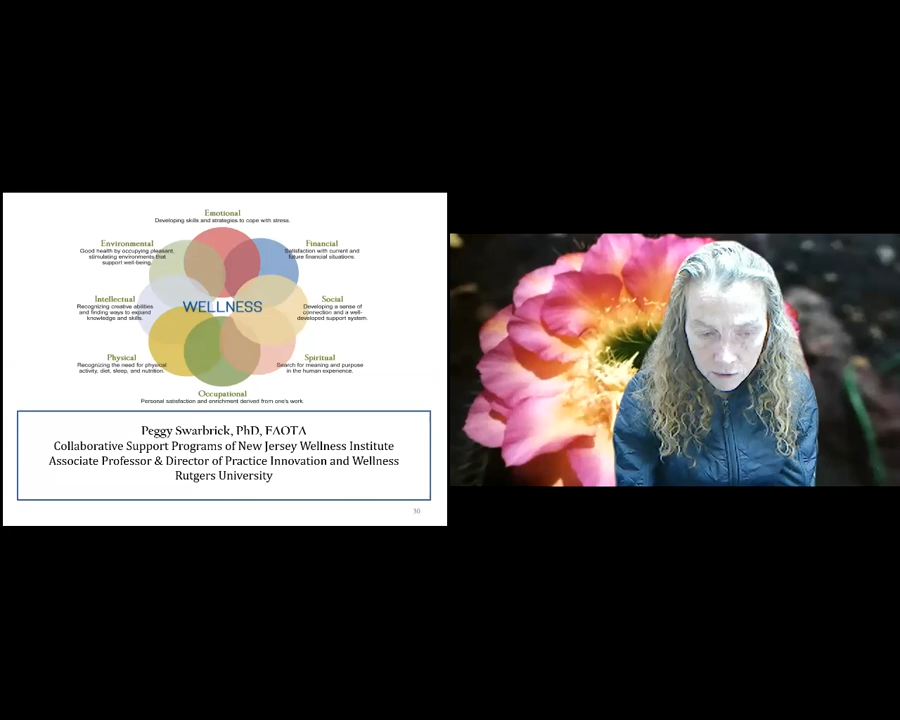 Emotional
Developing skills and strategies to cope with stress.
Environmental
Good health by occupying pleasant,
stimulating environments that
support well-being.
Financial
Satisfaction with current and
future financial situations.
Intellectual
Recognizing creative abilities
and finding ways to expand
knowledge and skills.
WELLNESS
Social
Developing a sense of
connection and a well-
developed support system.
Physical
Recognizing the need for physical
activity, diet, sleep, and nutrition.
Spiritual
Search for meaning and purpose
in the human experience.
Occupational
Personal satisfaction and enrichment derived from one's work.
Peggy Swarbrick, PhD, FAOTA
Collaborative Support Programs of New Jersey Wellness Institute
Associate Professor & Director of Practice Innovation and Wellness
Rutgers University
30